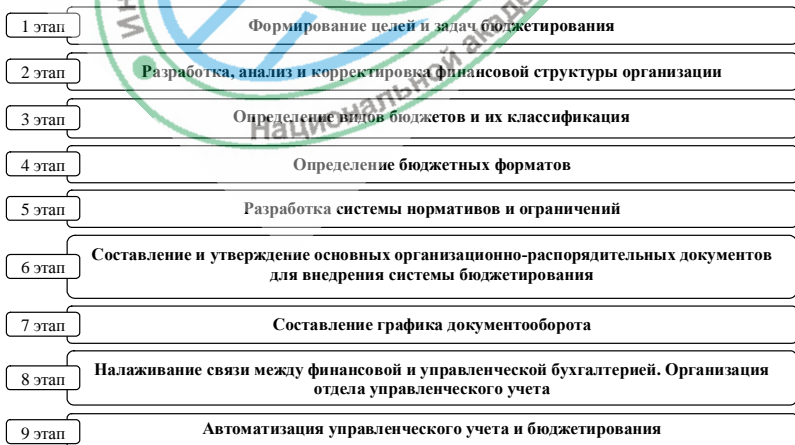 1 этап
Формирование целей и задач бюджетирования
2 этап
Разработка, анализ и корректировка финансовой структуры организации
3 этап
Определение видов бюджетов и их классификация
4 этап
Определение бюджетных форматов
5 этап
Разработка системы нормативов и ограничений
6 этап
Составление и утверждение основных организационно-распорядительных документов
для внедрения системы бюджетирования
7 этап
Составление графика документооборота
8 этап
Налаживание связи между финансовой и управленческой бухгалтерией. Организация
отдела управленческого учета
9 этап
Автоматизация управленческого учета и бюджетирования
Национальной